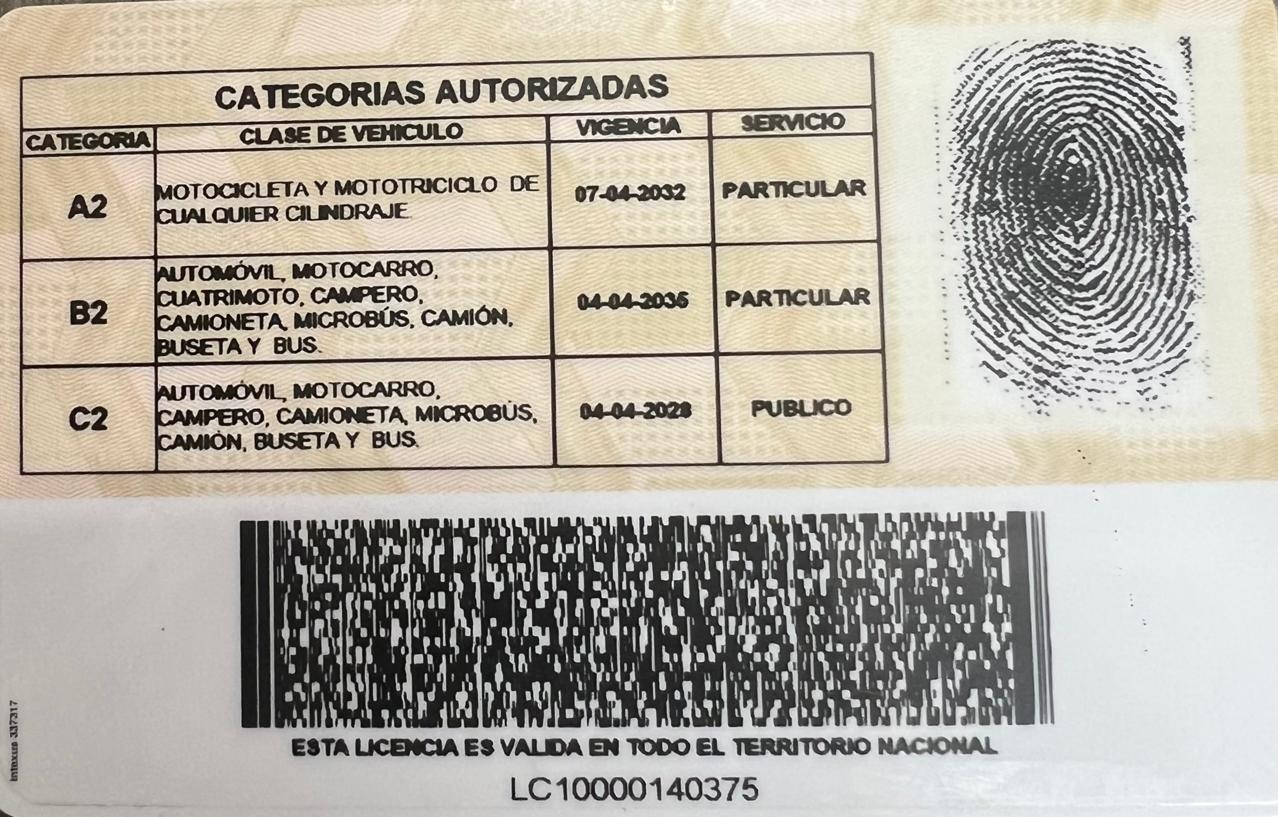 CATEGORIAS AUTORIZADAS
CATEGORIA CLASE DE VEHICULO VIGENCIA SERVICIO
A2 MOTOCICLETA Y MOTOTRICICLO DE CUALQUIER CILINDRAJE 07-04-2032 PARTICULAR
B2 AUTOMÓVIL, MOTOCARRO, CUATRIMOTO, CAMPERO, CAMIONETA, MICROBÚS, CAMIÓN, BUSETA Y BUS. 04-04-2035 PARTICULAR
C2 AUTOMÓVIL, MOTOCARRO, CAMPERO, CAMIONETA, MICROBÚS, CAMIÓN, BUSETA Y BUS. 04-04-2028 PUBLICO
ESTA LICENCIA ES VALIDA EN TODO EL TERRITORIO NACIONAL
LC10000140375
337317